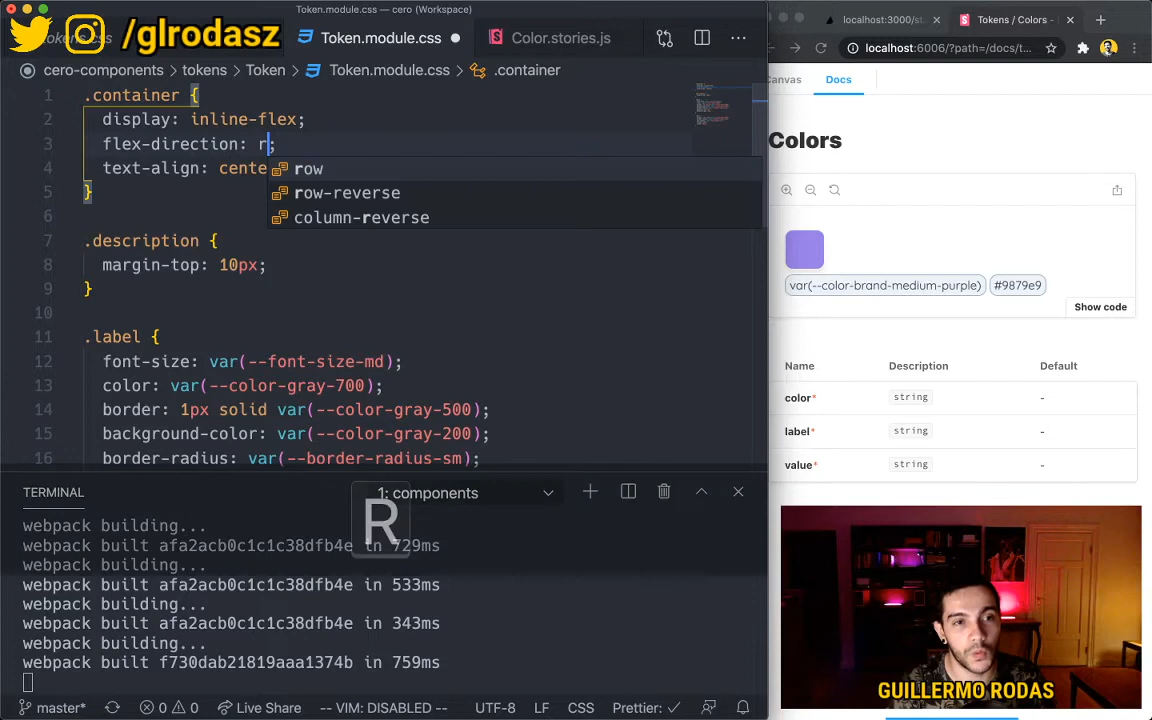 Token.module.css — cero (Workspace)
/glrodasz
Token.module.css
Color.stories.js
localhost:3000/s
Tokens / Colors -
localhost:6006/?path=/docs/t...
cero-components > tokens > Token > Token.module.css > .container
1 .container {
2 display: inline-flex;
3 flex-direction: r;
4 text-align: cente
5 }
6
7 .description {
8 margin-top: 10px;
9 }
10
11 .label {
12 font-size: var(--font-size-md);
13 color: var(--color-gray-700);
14 border: 1px solid var(--color-gray-500);
15 background-color: var(--color-gray-200);
16 border-radius: var(--border-radius-sm);
row
row-reverse
column-reverse
TERMINAL
1: components
R
webpack building...
webpack built afa2acb0c1c1c38dfb4e in 729ms
webpack building...
webpack built afa2acb0c1c1c38dfb4e in 533ms
webpack building...
webpack built afa2acb0c1c1c38dfb4e in 343ms
webpack building...
webpack built f730dab21819aaa1374b in 759ms
master*
0 0
Live Share
-- VIM: DISABLED --
UTF-8
LF
CSS
Prettier: ✓
anvas
Docs
Colors
var(--color-brand-medium-purple)
#9879e9
Show code
Name Description Default
color* string -
label* string -
value* string -
GUILLERMO RODAS